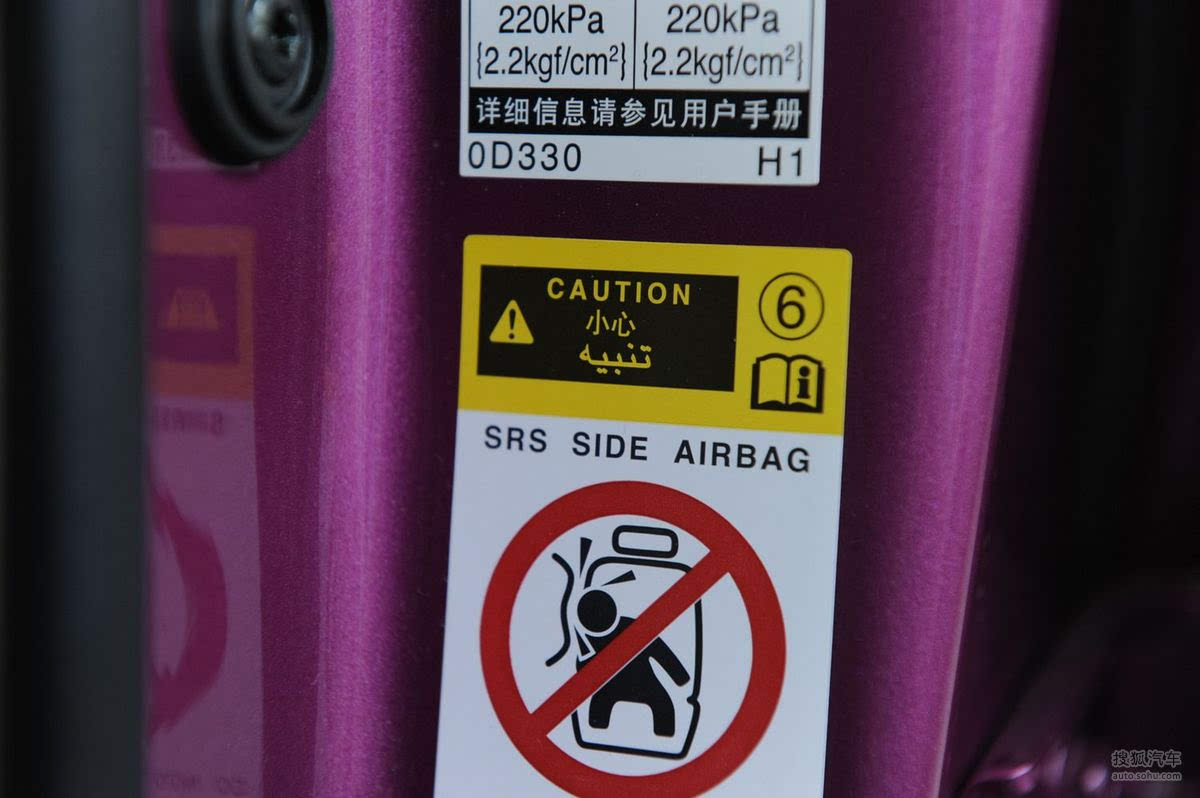 220kPa 220kPa
{2.2kgf/cm²} {2.2kgf/cm²}
详细信息请参见用户手册
0D330 H1
CAUTION
小心
تنبيه
6
i
SRS SIDE AIRBAG
搜狐汽车
auto.sohu.com